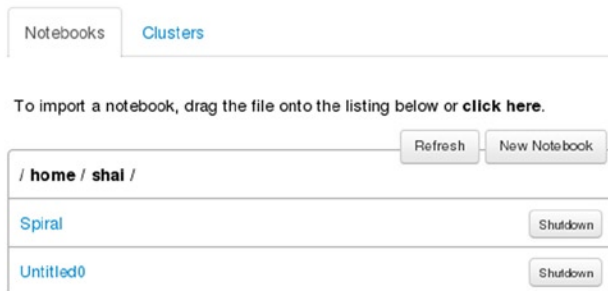 Notebooks Clusters
To import a notebook, drag the file onto the listing below or click here.
Refresh New Notebook
/ home / shai /
Spiral Shutdown
Untitled0 Shutdown